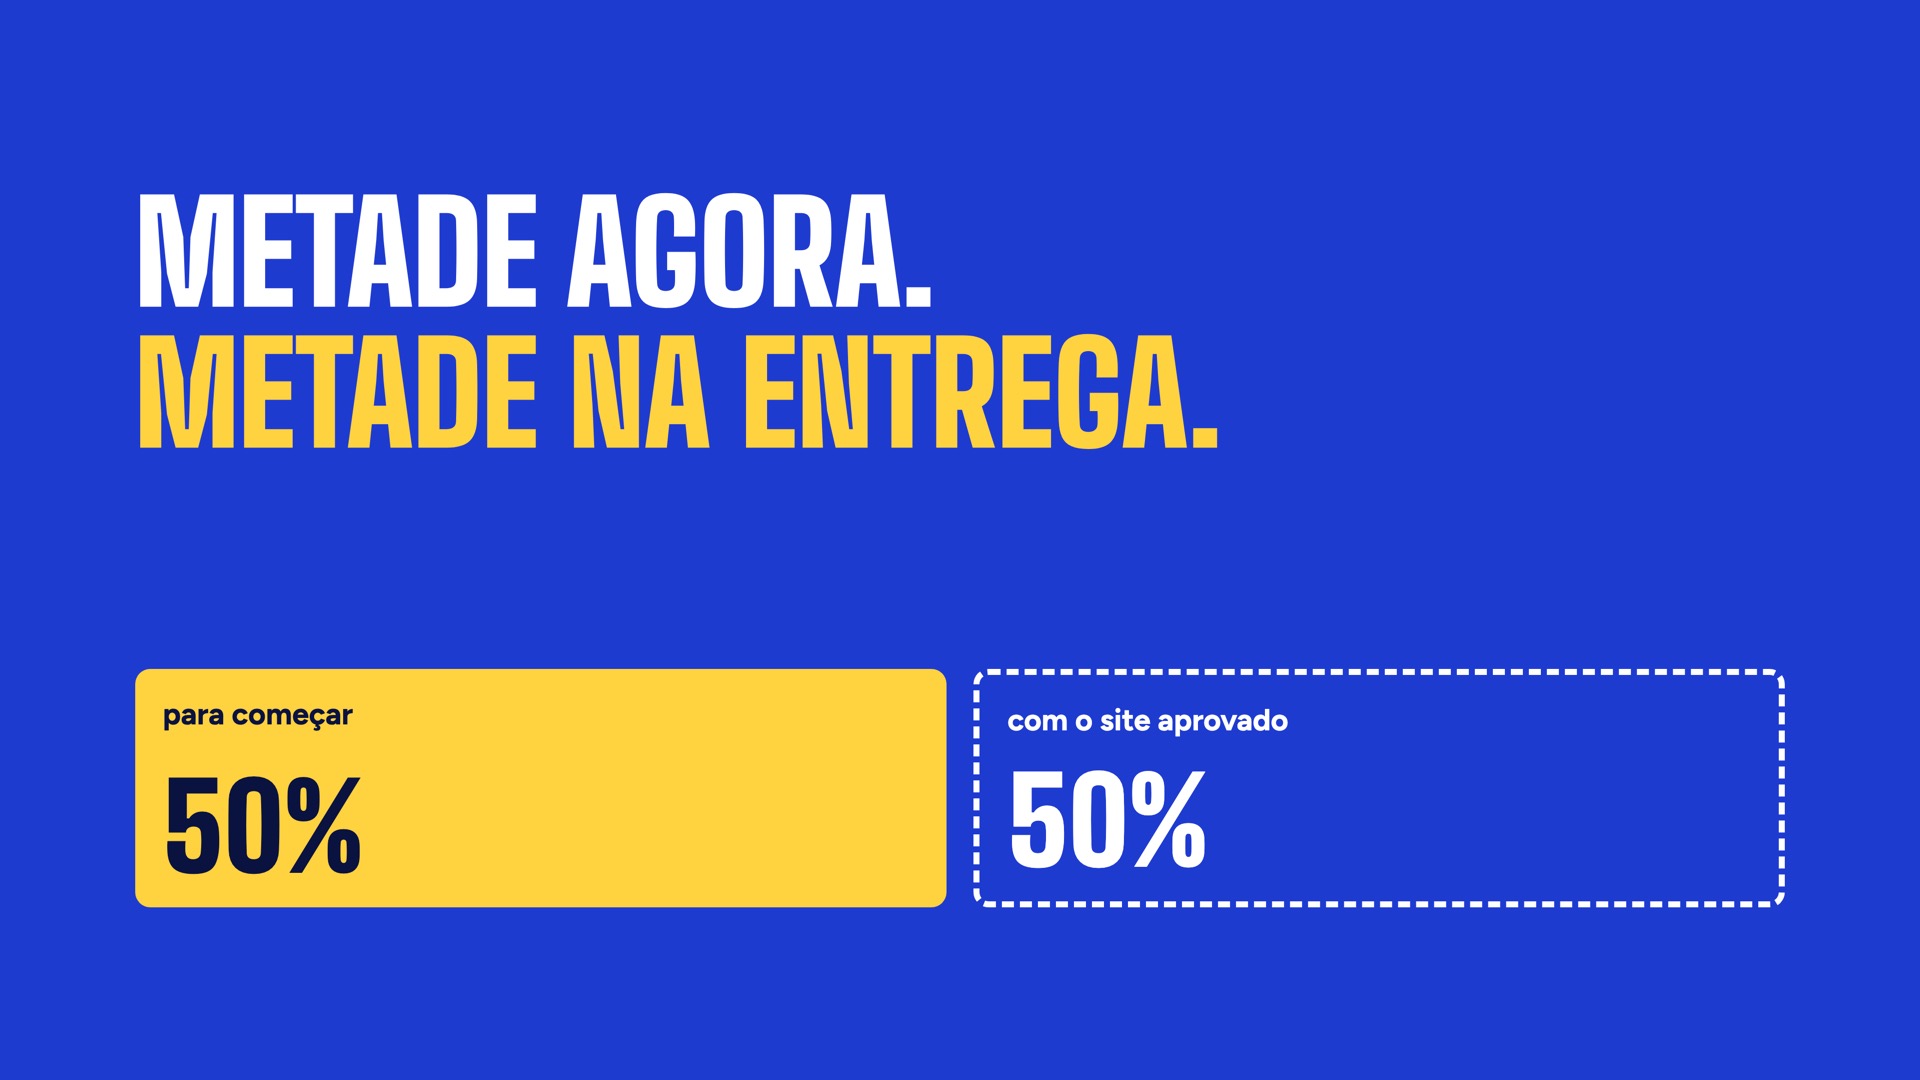 METADE AGORA.
METADE NA ENTREGA.
para começar
50%
com o site aprovado
50%